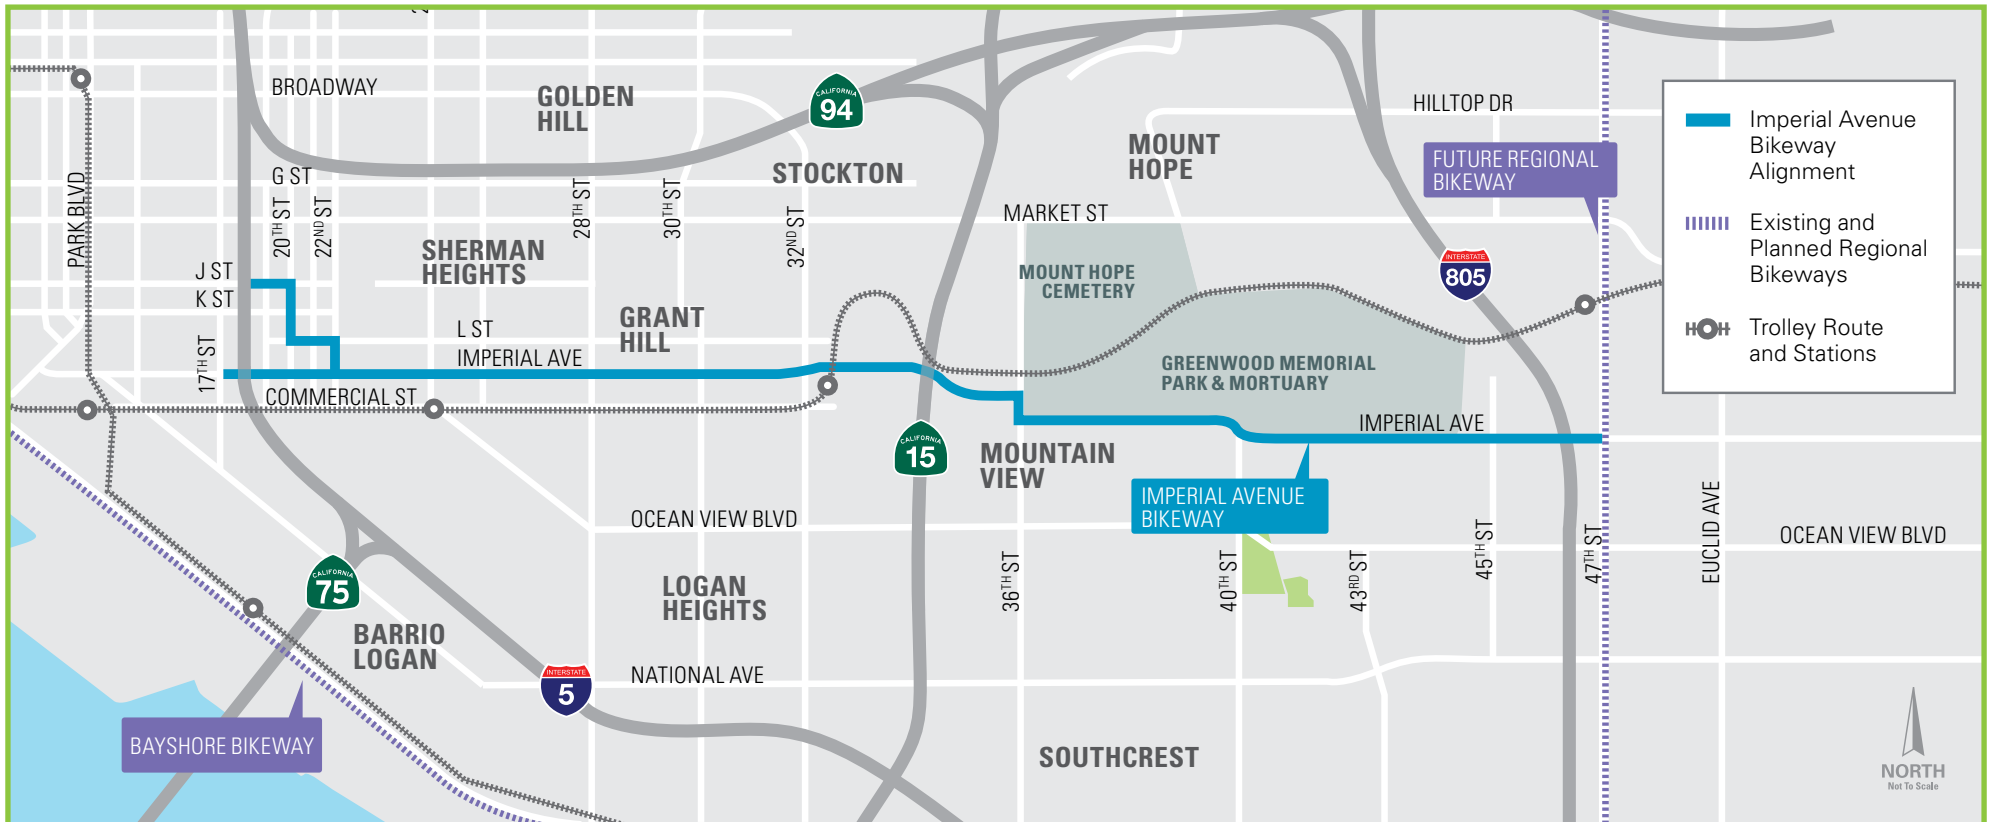 BROADWAY
GOLDEN
HILL
CALIFORNIA
94
HILLTOP DR
MOUNT
HOPE
STOCKTON
FUTURE REGIONAL
BIKEWAY
Imperial Avenue
Bikeway
Alignment
Existing and
Planned Regional
Bikeways
Trolley Route
and Stations
G ST
PARK BLVD
20TH ST
22ND ST
28TH ST
30TH ST
32ND ST
MARKET ST
SHERMAN
HEIGHTS
J ST
K ST
MOUNT HOPE
CEMETERY
INTERSTATE
805
GRANT
HILL
L ST
IMPERIAL AVE
17TH ST
COMMERCIAL ST
GREENWOOD MEMORIAL
PARK & MORTUARY
IMPERIAL AVE
CALIFORNIA
15
MOUNTAIN
VIEW
IMPERIAL AVENUE
BIKEWAY
OCEAN VIEW BLVD
36TH ST
40TH ST
43RD ST
45TH ST
47TH ST
EUCLID AVE
OCEAN VIEW BLVD
CALIFORNIA
75
LOGAN
HEIGHTS
BARRIO
LOGAN
INTERSTATE
5
NATIONAL AVE
BAYSHORE BIKEWAY
SOUTHCREST
NORTH
Not To Scale